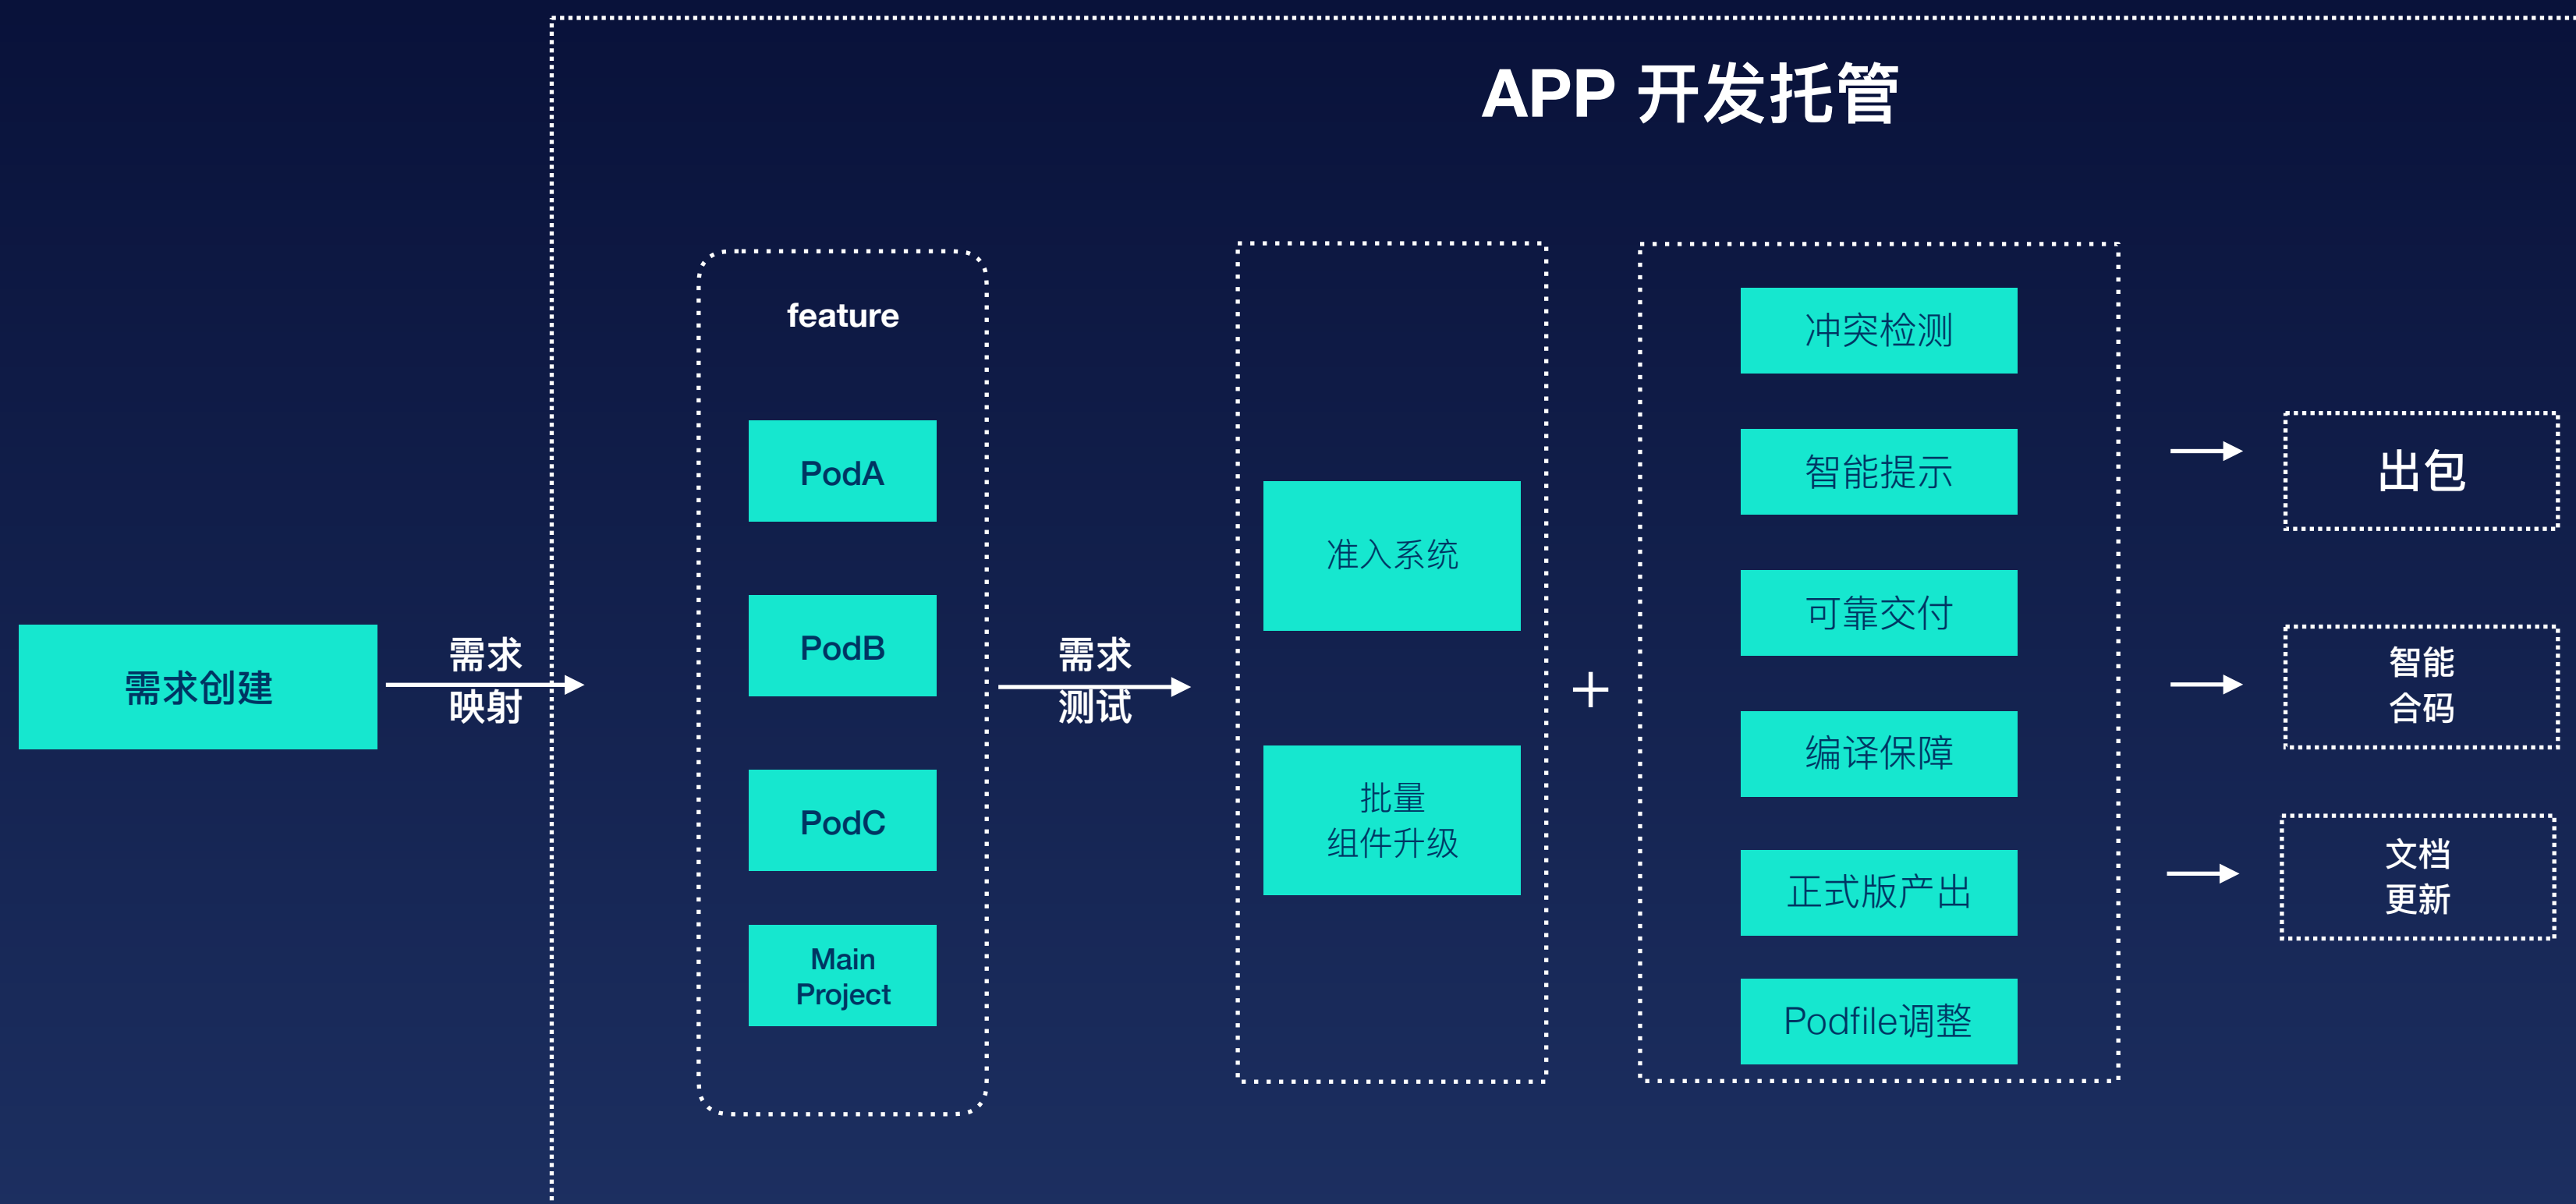 APP 开发托管
需求创建
需求
映射
feature
PodA
PodB
PodC
Main
Project
需求
测试
准入系统
批量
组件升级
+
冲突检测
智能提示
可靠交付
编译保障
正式版产出
Podfile调整
出包
智能
合码
文档
更新